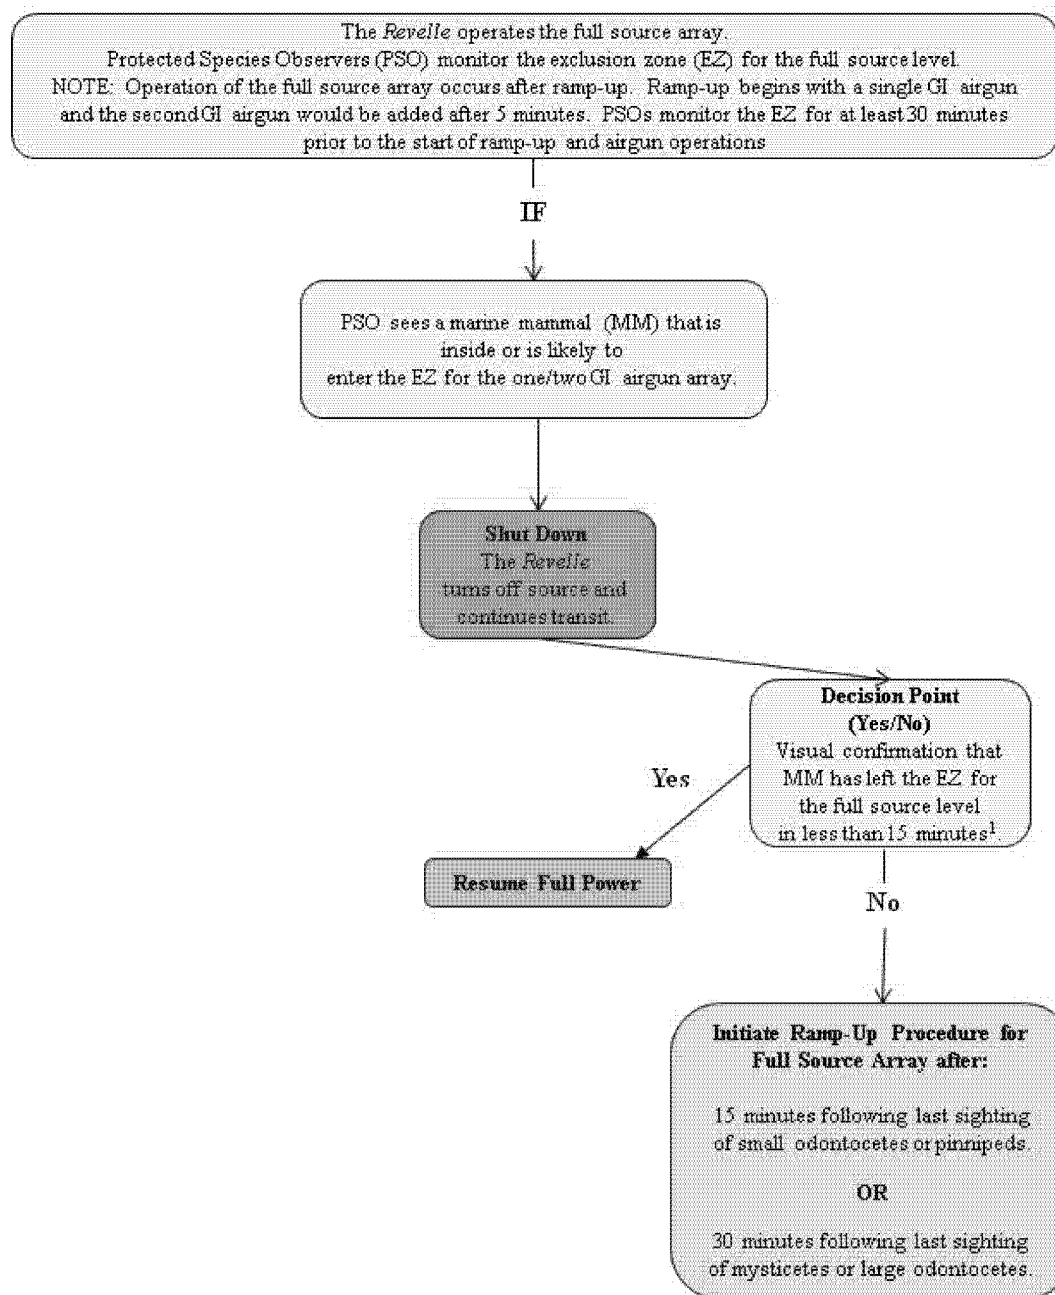 The Revelle operates the full source array.
Protected Species Observers (PSO) monitor the exclusion zone (EZ) for the full source level.
NOTE: Operation of the full source array occurs after ramp-up. Ramp-up begins with a single GI airgun
and the second GI airgun would be added after 5 minutes. PSOs monitor the EZ for at least 30 minutes
prior to the start of ramp-up and airgun operations
IF
PSO sees a marine mammal (MM) that is
inside or is likely to
enter the EZ for the one/two GI airgun array.
Shut Down
The Revelle
turns off source and
continues transit.
Decision Point
(Yes/No)
Visual confirmation that
MM has left the EZ for
the full source level
in less than 15 minutes¹.
Yes
Resume Full Power
No
Initiate Ramp-Up Procedure for
Full Source Array after:
15 minutes following last sighting
of small odontocetes or pinnipeds.
OR
30 minutes following last sighting
of mysticetes or large odontocetes.